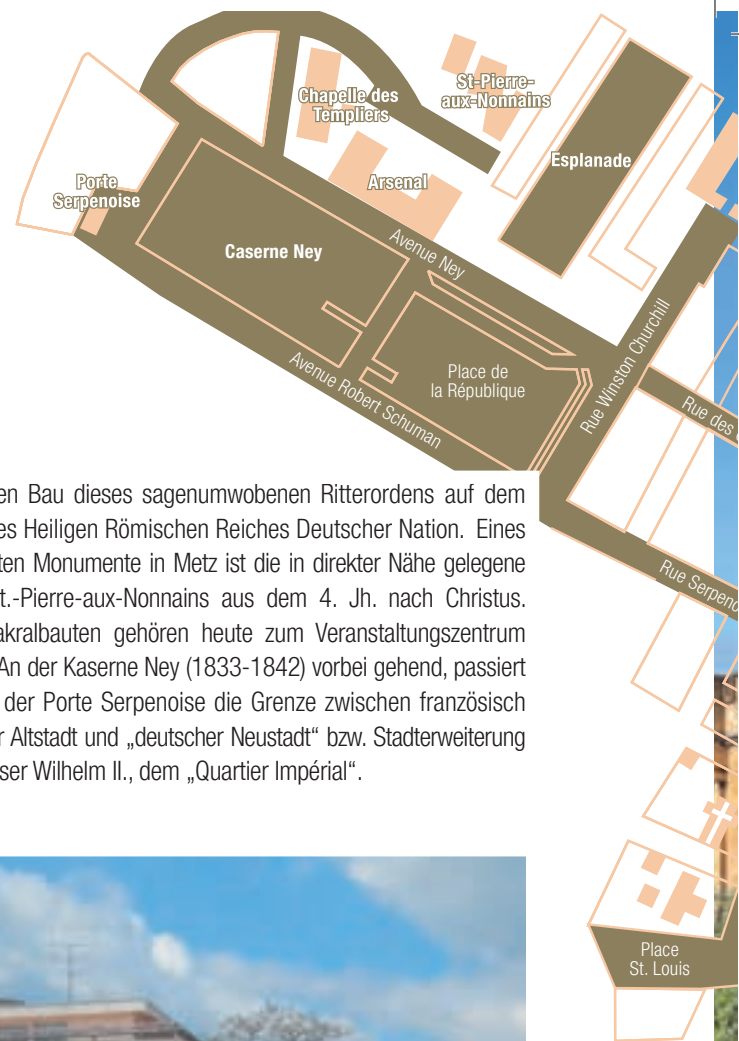 Chapelle des
Templiers
St-Pierre-
aux-Nonnains
Esplanade
Porte
Serpenoise
Arsenal
Caserne Ney
Avenue Ney
Place de
la République
Avenue Robert Schuman
Rue Winston Churchill
Rue des
Rue Serpeno
en Bau dieses sagenumwobenen Ritterordens auf dem
es Heiligen Römischen Reiches Deutscher Nation. Eines
ten Monumente in Metz ist die in direkter Nähe gelegene
t.-Pierre-aux-Nonnains aus dem 4. Jh. nach Christus.
akralbauten gehören heute zum Veranstaltungszentrum
An der Kaserne Ney (1833-1842) vorbei gehend, passiert
der Porte Serpenoise die Grenze zwischen französisch
r Altstadt und „deutscher Neustadt“ bzw. Stadterweiterung
ser Wilhelm II., dem „Quartier Impérial“.
Place
St. Louis